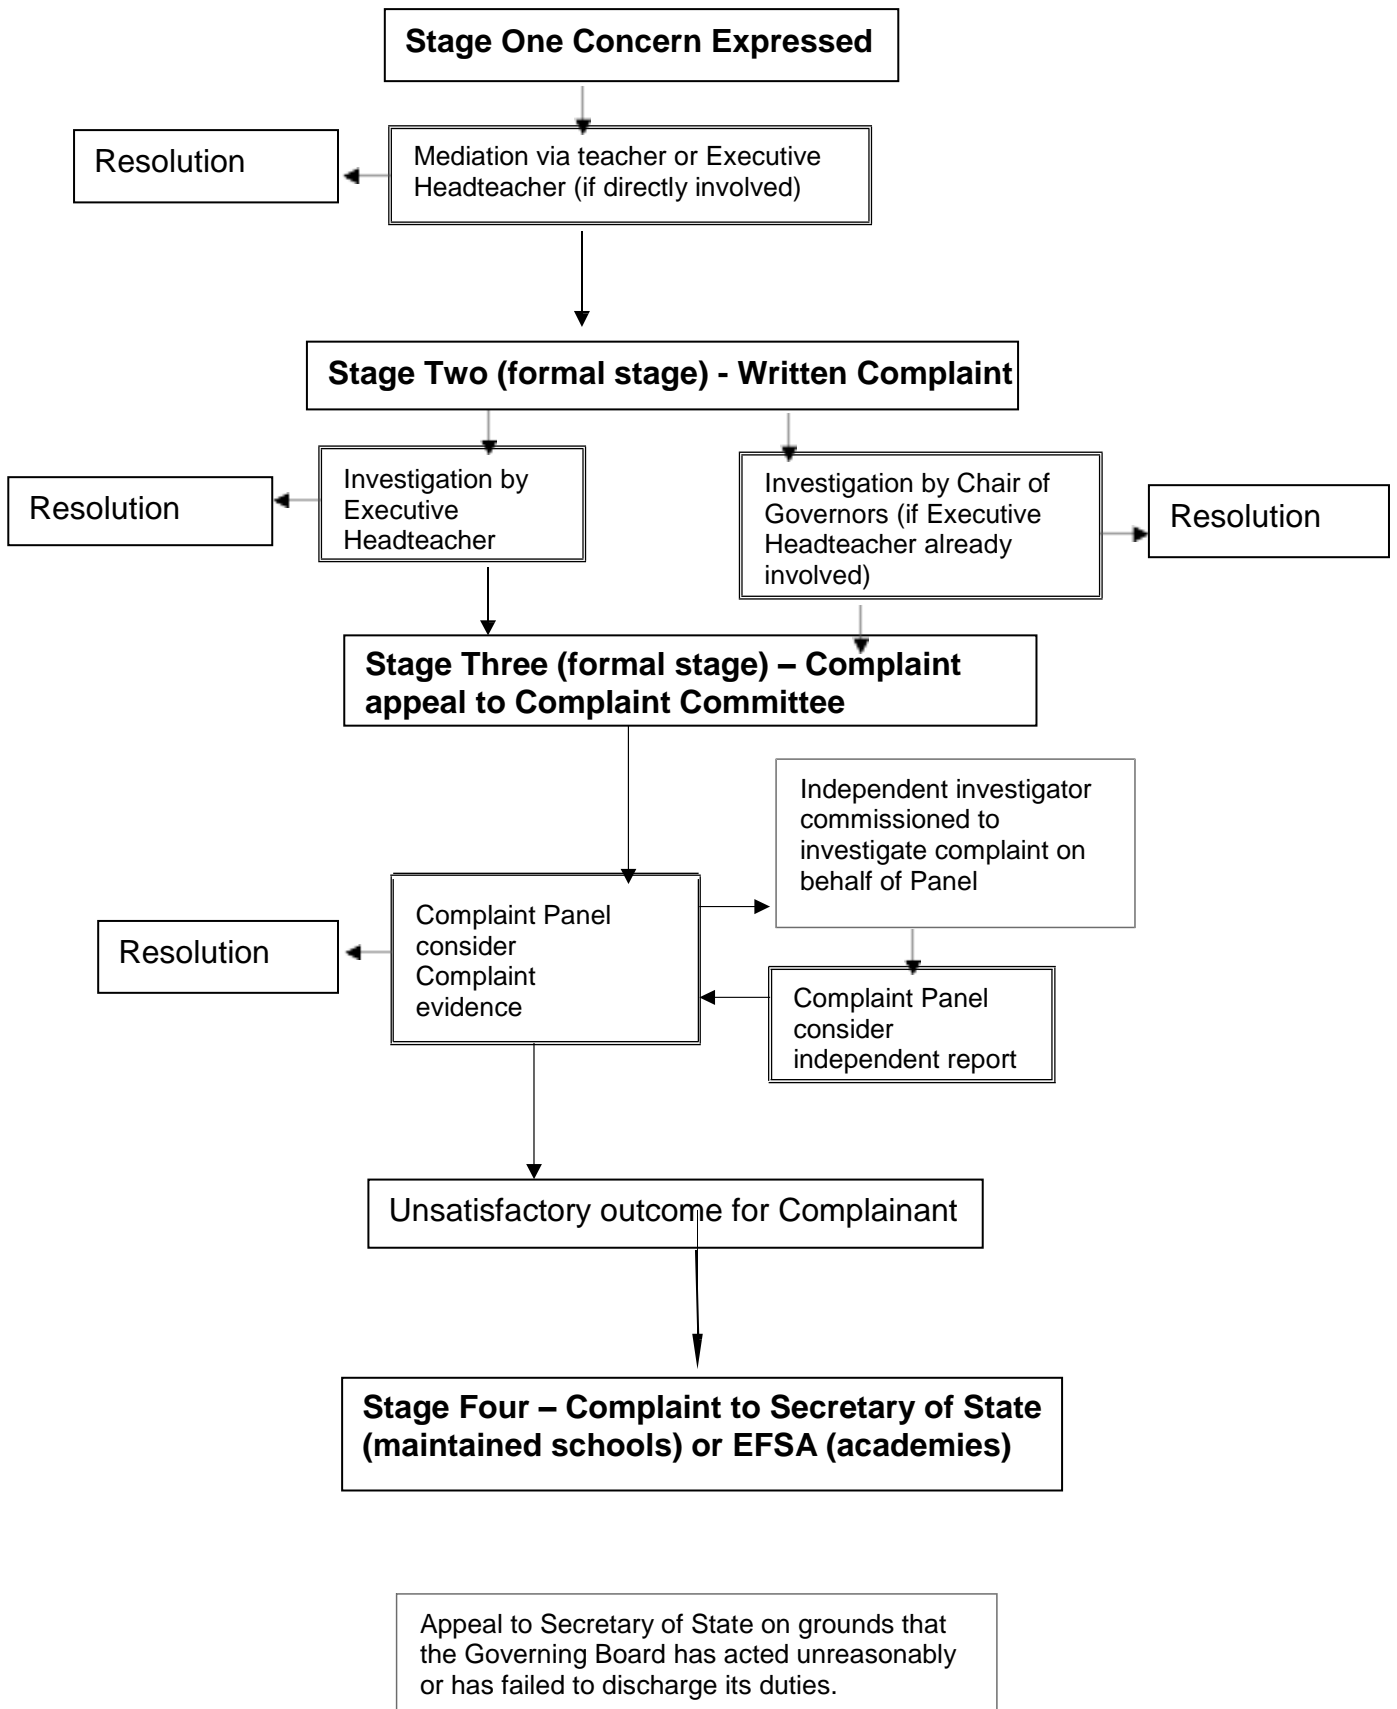 Stage One Concern Expressed
Resolution
Mediation via teacher or Executive
Headteacher (if directly involved)
Stage Two (formal stage) - Written Complaint
Resolution
Investigation by
Executive
Headteacher
Investigation by Chair of
Governors (if Executive
Headteacher already
involved)
Resolution
Stage Three (formal stage) – Complaint
appeal to Complaint Committee
Independent investigator
commissioned to
investigate complaint on
behalf of Panel
Resolution
Complaint Panel
consider
Complaint
evidence
Complaint Panel
consider
independent report
Unsatisfactory outcome for Complainant
Stage Four – Complaint to Secretary of State
(maintained schools) or EFSA (academies)
Appeal to Secretary of State on grounds that
the Governing Board has acted unreasonably
or has failed to discharge its duties.